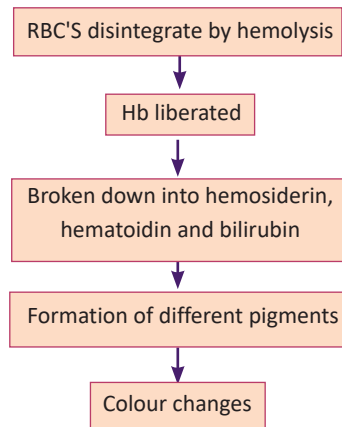 RBC'S disintegrate by hemolysis
Hb liberated
Broken down into hemosiderin,
hematoidin and bilirubin
Formation of different pigments
Colour changes